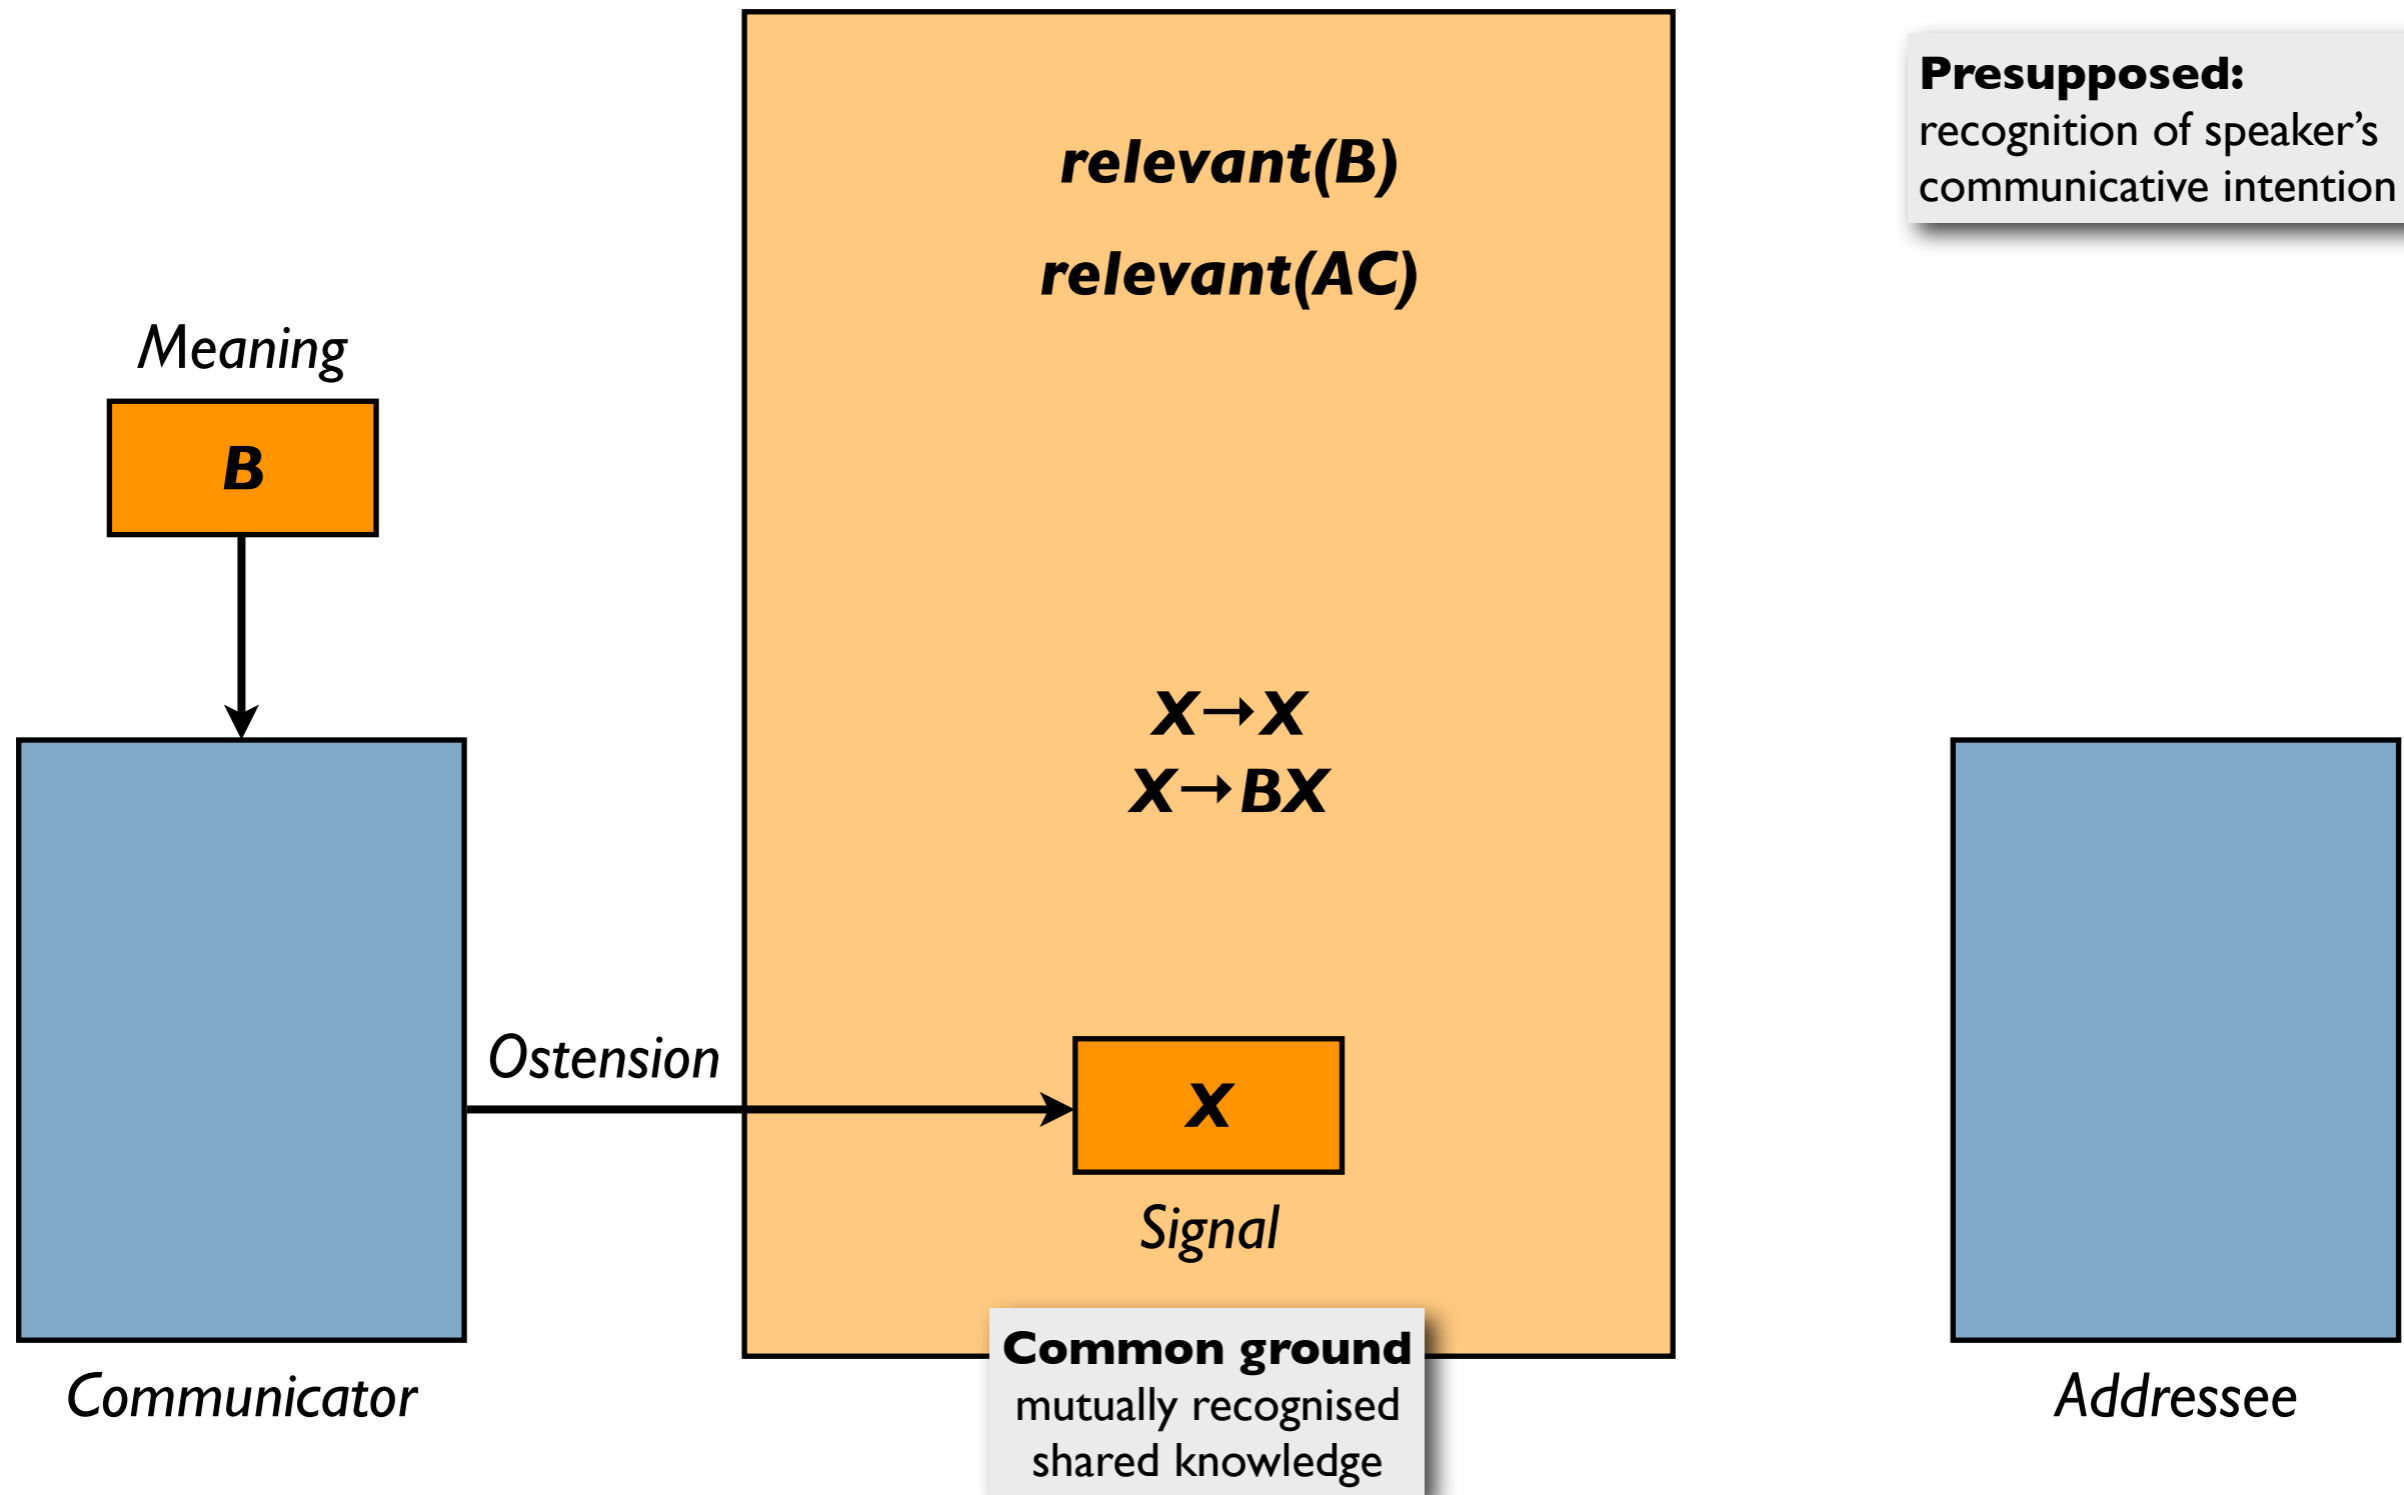 Presupposed:
recognition of speaker's
communicative intention
relevant(B)
relevant(AC)
Meaning
B
X→X
X→BX
Ostension
X
Signal
Common ground
mutually recognised
shared knowledge
Communicator
Addressee